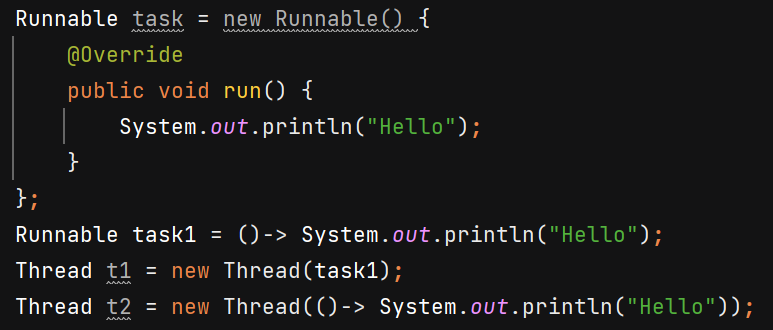 Runnable task = new Runnable() {
    @Override
    public void run() {
        System.out.println("Hello");
    }
};
Runnable task1 = ()-> System.out.println("Hello");
Thread t1 = new Thread(task1);
Thread t2 = new Thread(()-> System.out.println("Hello"));